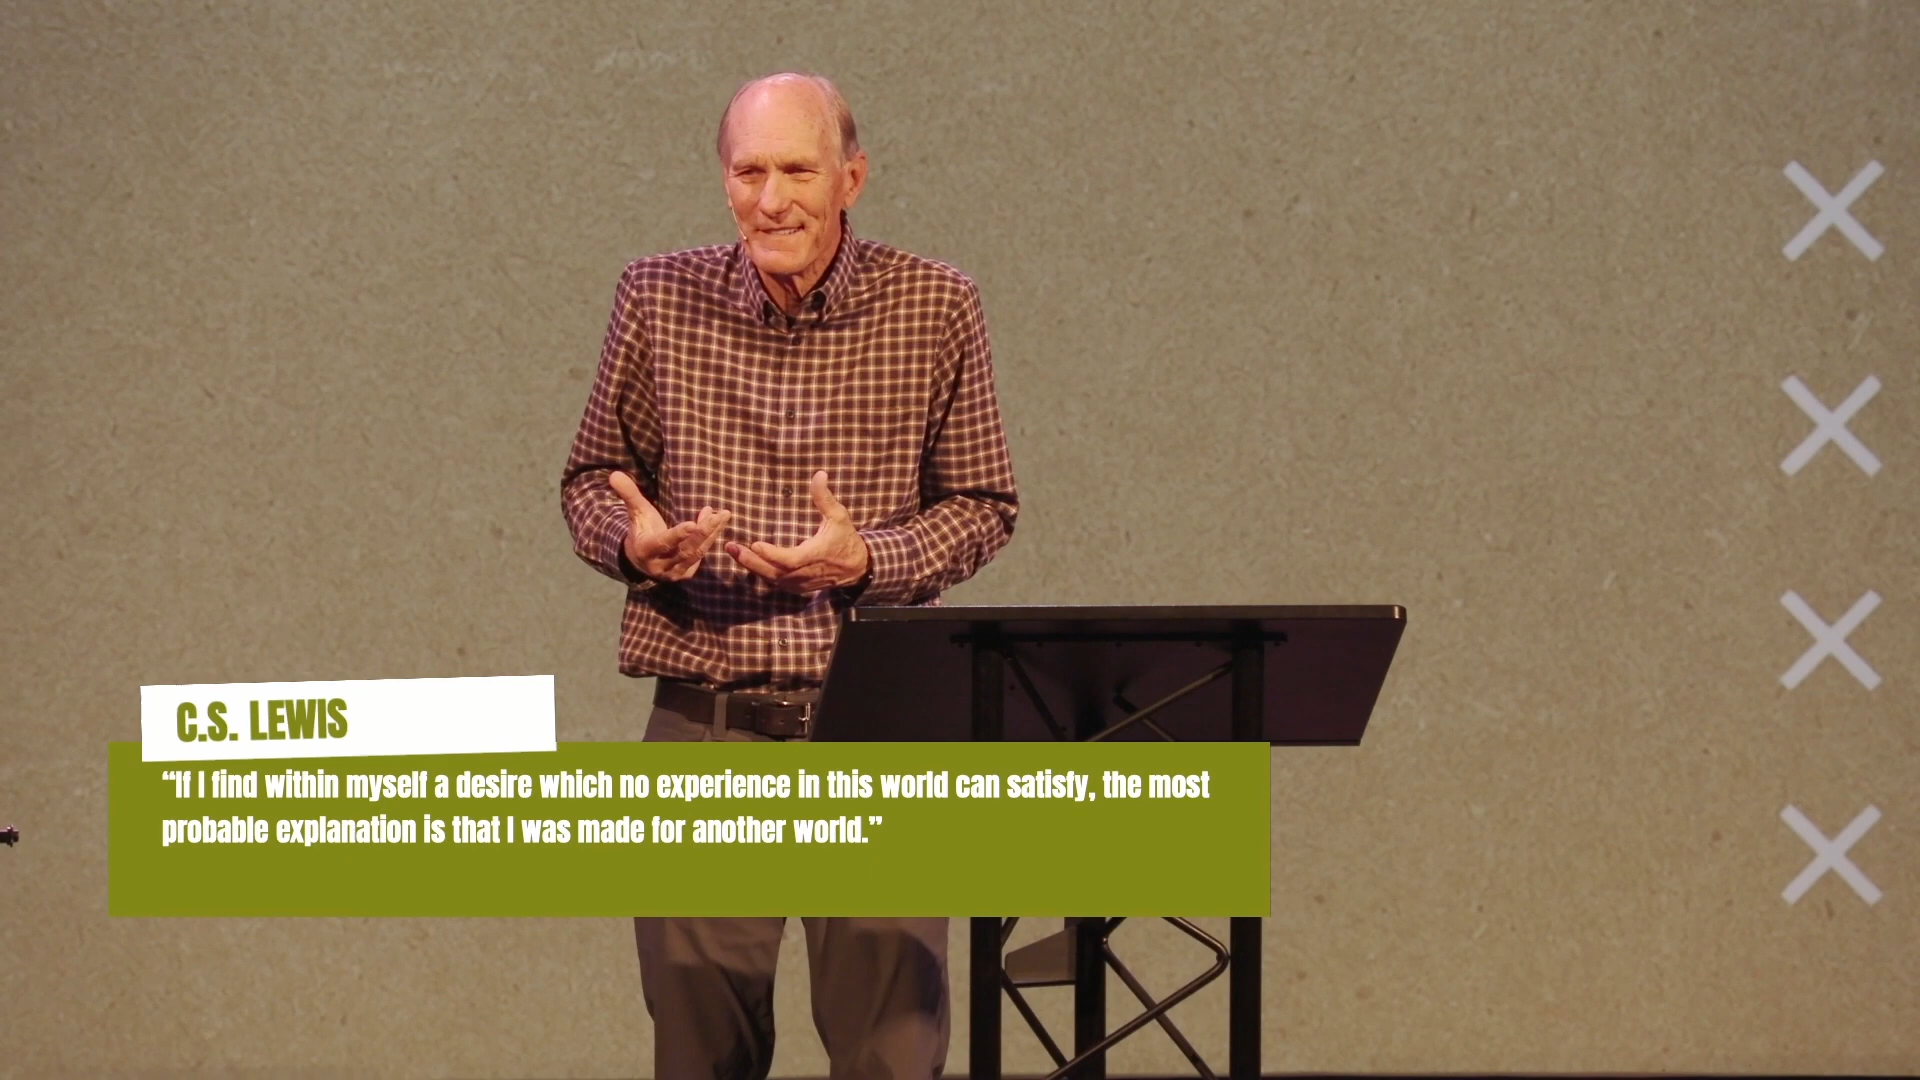 C.S. LEWIS
“If I find within myself a desire which no experience in this world can satisfy, the most
probable explanation is that I was made for another world.”